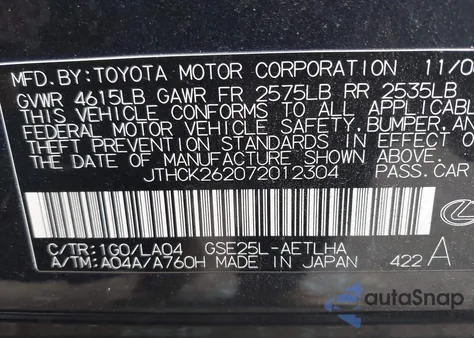 MFD.BY:TOYOTA MOTOR CORPORATION 11/0
GVWR 4615LB GAWR FR 2575LB RR 2535LB
THIS VEHICLE CONFORMS TO ALL APPLICABLE
FEDERAL MOTOR VEHICLE SAFETY,BUMPER,AN
THEFT PREVENTION STANDARDS IN EFFECT O
DATE OF MANUFACTURE SHOWN ABOVE.
JTHCK262072012304 PASS.CAR
C/TR:1G0/LA04 GSE25L-AETLHA
A/TM:A04A/A760H MADE IN JAPAN 422 A
autoSnap